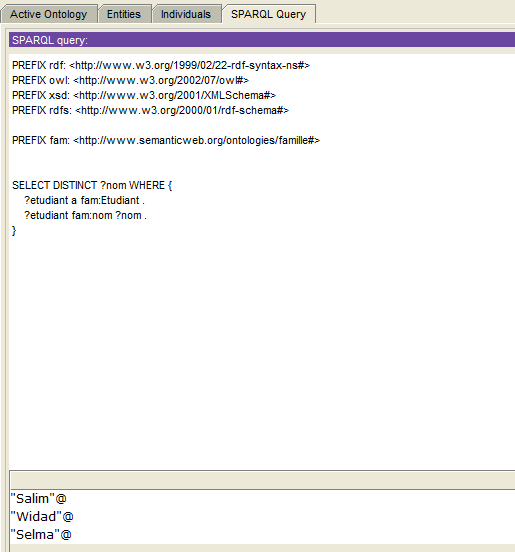 Active Ontology Entities Individuals SPARQL Query
SPARQL query:
PREFIX rdf: <http://www.w3.org/1999/02/22-rdf-syntax-ns#>
PREFIX owl: <http://www.w3.org/2002/07/owl#>
PREFIX xsd: <http://www.w3.org/2001/XMLSchema#>
PREFIX rdfs: <http://www.w3.org/2000/01/rdf-schema#>
PREFIX fam: <http://www.semanticweb.org/ontologies/famille#>
SELECT DISTINCT ?nom WHERE {
?etudiant a fam:Etudiant .
?etudiant fam:nom ?nom .
}
"Salim"@
"Widad"@
"Selma"@